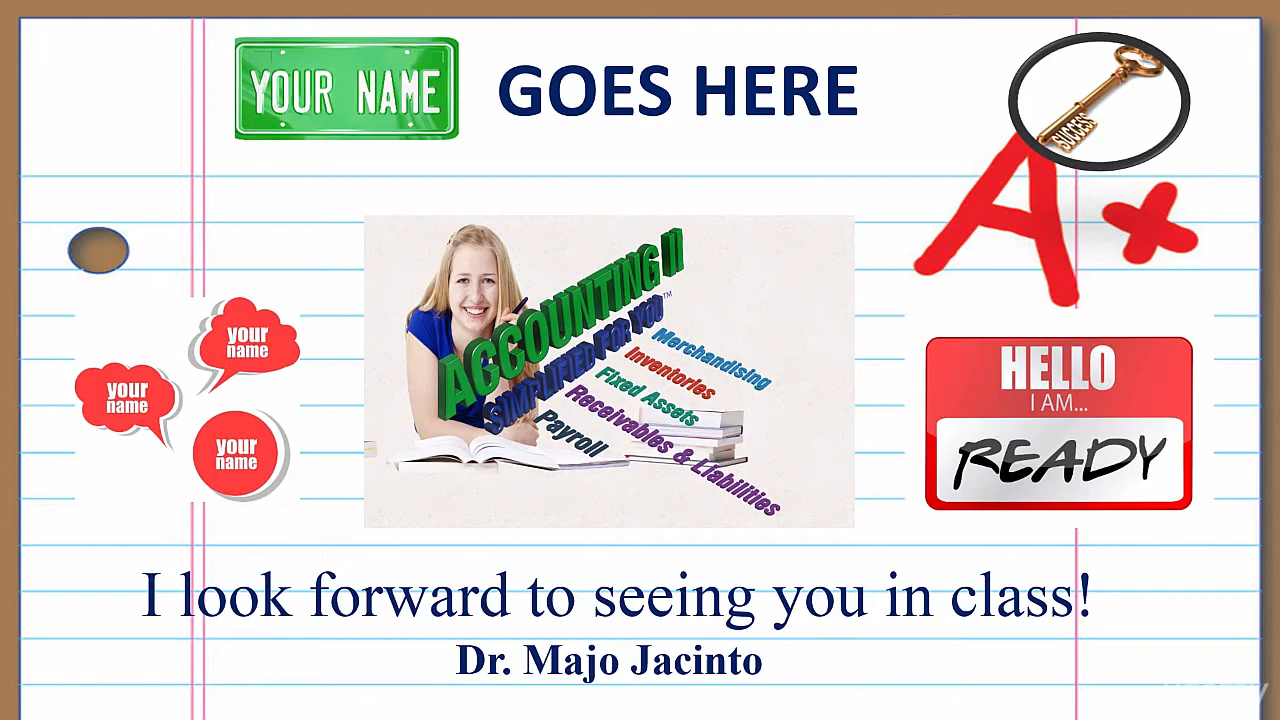 YOUR NAME GOES HERE
SUCCESS
A+
ACCOUNTING II
SIMPLIFIED FOR YOU™
Merchandising
Inventories
Fixed Assets
Receivables & Liabilities
Payroll
your
name
your
name
your
name
HELLO
I AM...
READY
I look forward to seeing you in class!
Dr. Majo Jacinto